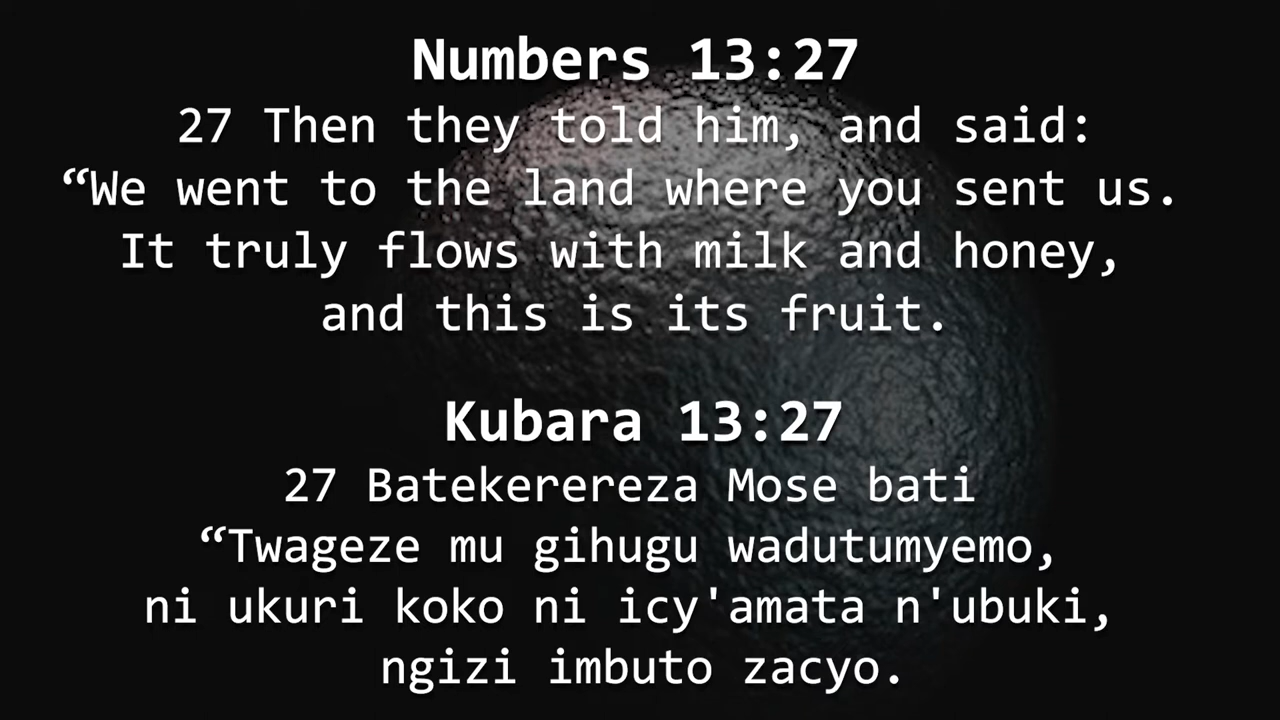 Numbers 13:27
27 Then they told him, and said:
“We went to the land where you sent us.
It truly flows with milk and honey,
and this is its fruit.
Kubara 13:27
27 Batekerereza Mose bati
“Twageze mu gihugu wadutumyemo,
ni ukuri koko ni icy'amata n'ubuki,
ngizi imbuto zacyo.